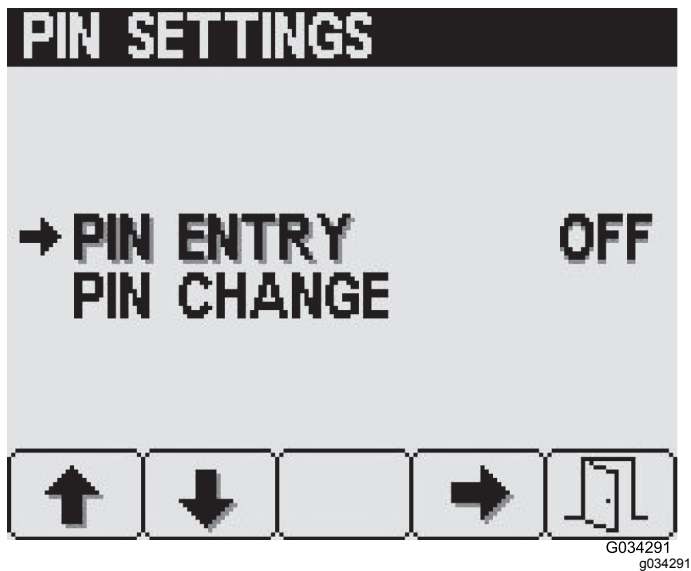 PIN SETTINGS
PIN ENTRY OFF
PIN CHANGE
G034291
g034291